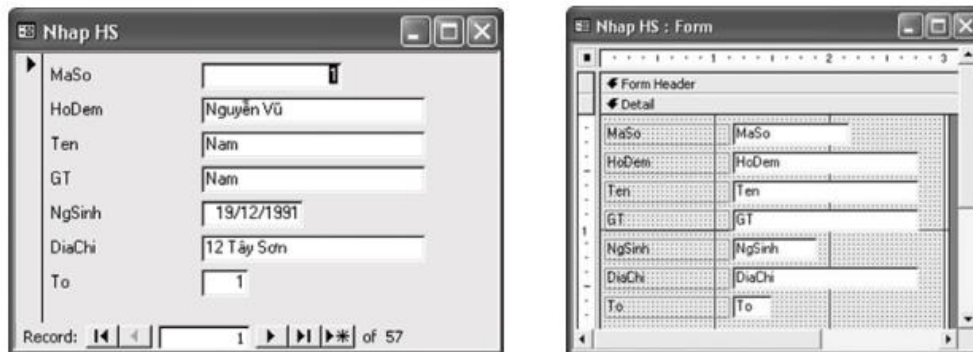 Nhap HS
MaSo 1
HoDem Nguyễn Vũ
Ten Nam
GT Nam
NgSinh 19/12/1991
DiaChi 12 Tây Sơn
To 1
Record: 1 of 57
Nhap HS : Form
1 2 3
Form Header
Detail
MaSo MaSo
HoDem HoDem
Ten Ten
GT GT
1
NgSinh NgSinh
DiaChi DiaChi
To To